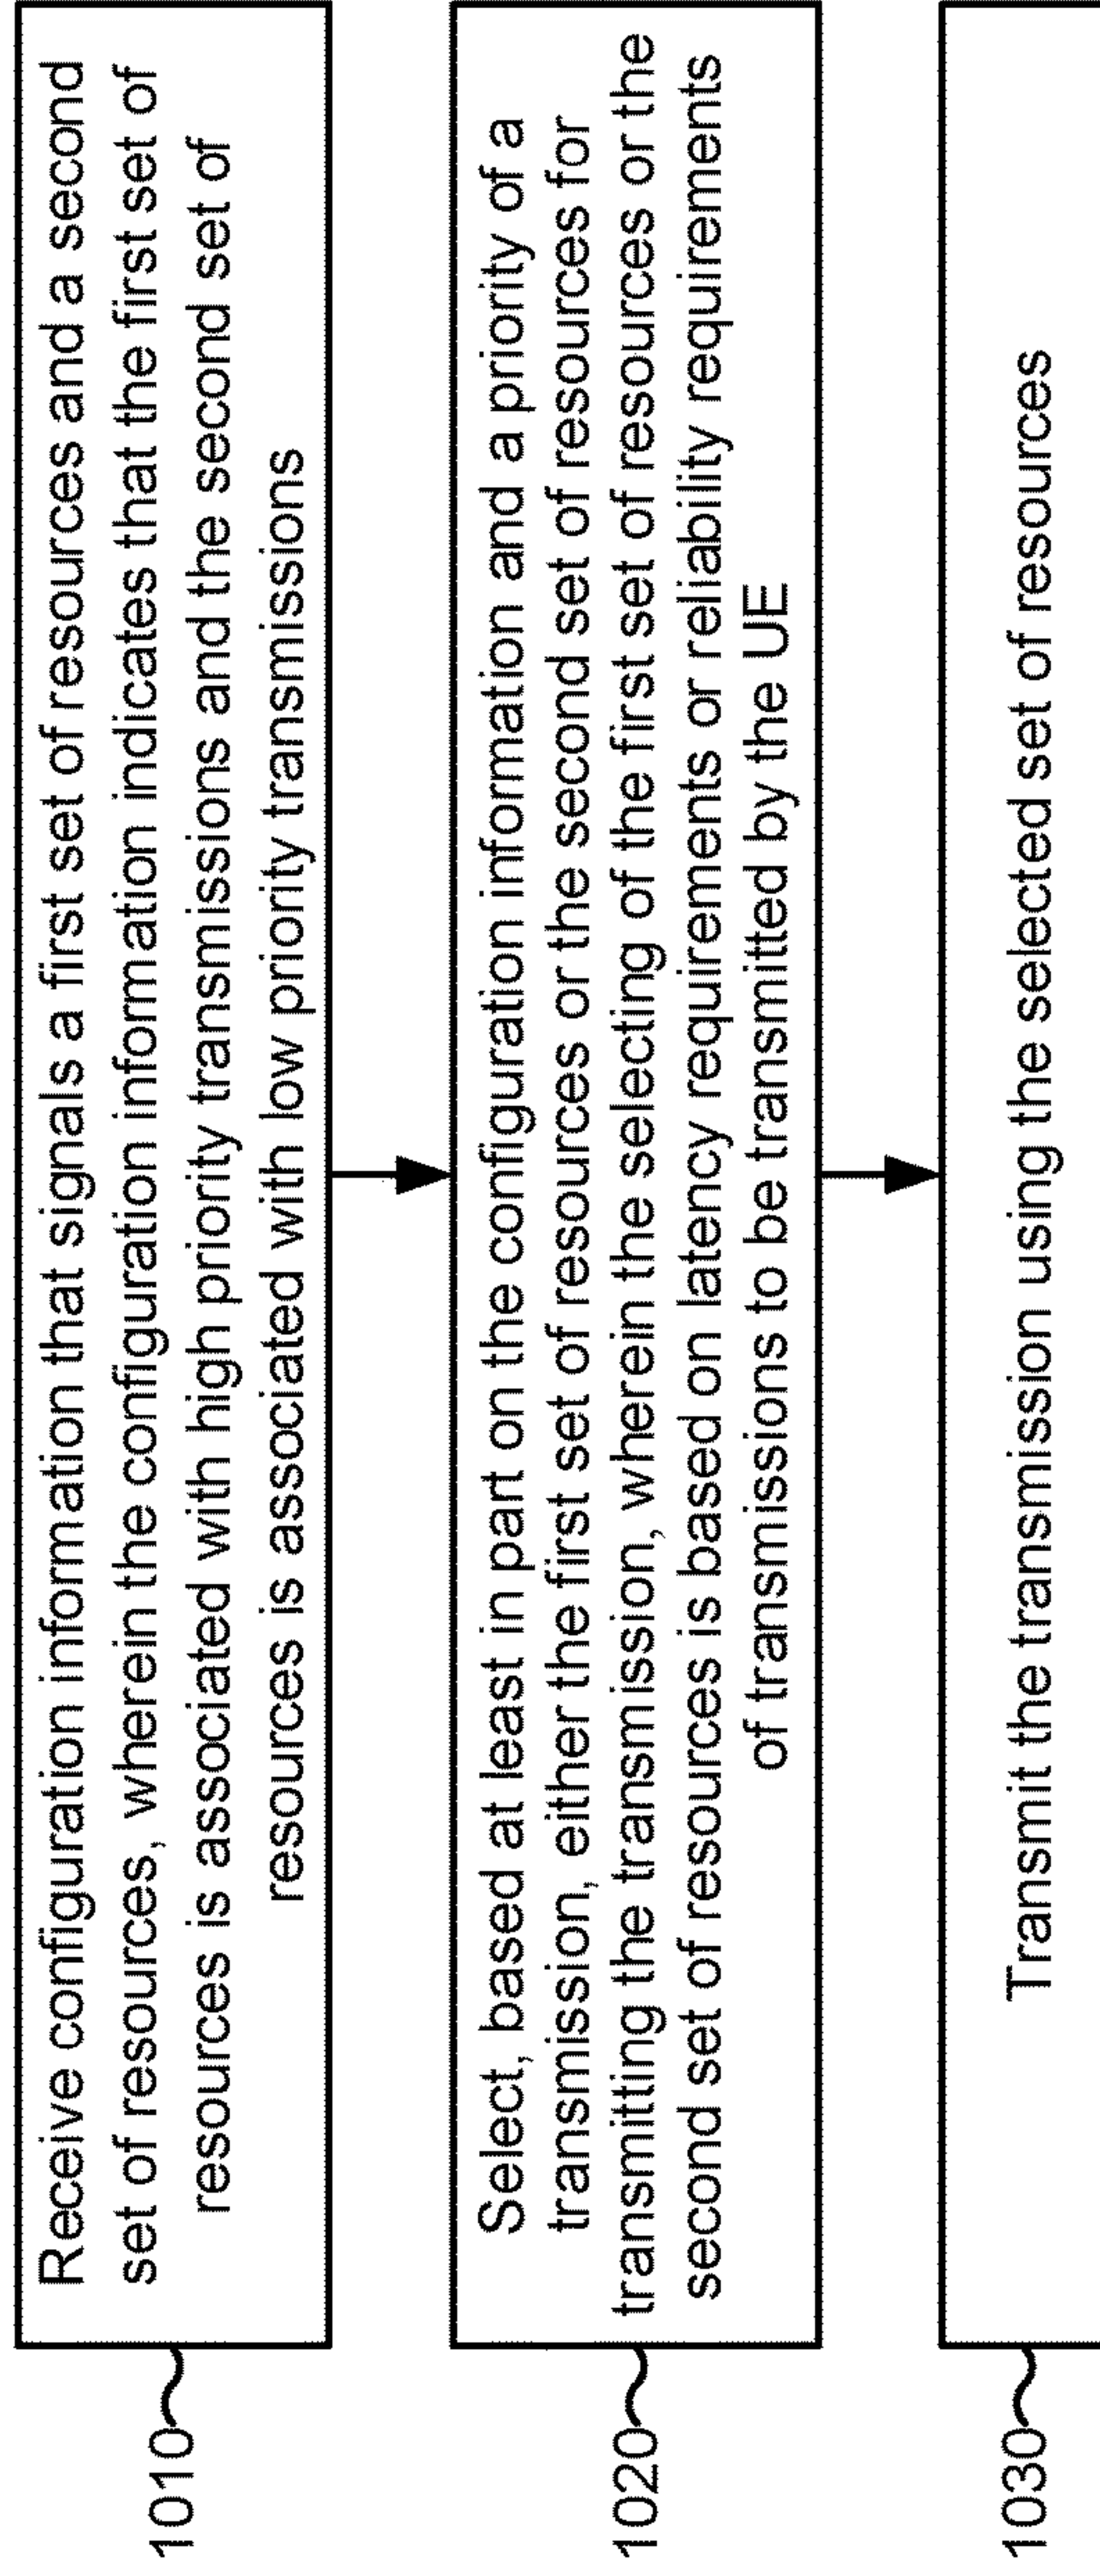 1010
Receive configuration information that signals a first set of resources and a second
set of resources, wherein the configuration information indicates that the first set of
resources is associated with high priority transmissions and the second set of
resources is associated with low priority transmissions
1020
Select, based at least in part on the configuration information and a priority of a
transmission, either the first set of resources or the second set of resources for
transmitting the transmission, wherein the selecting of the first set of resources or the
second set of resources is based on latency requirements or reliability requirements
of transmissions to be transmitted by the UE
1030
Transmit the transmission using the selected set of resources